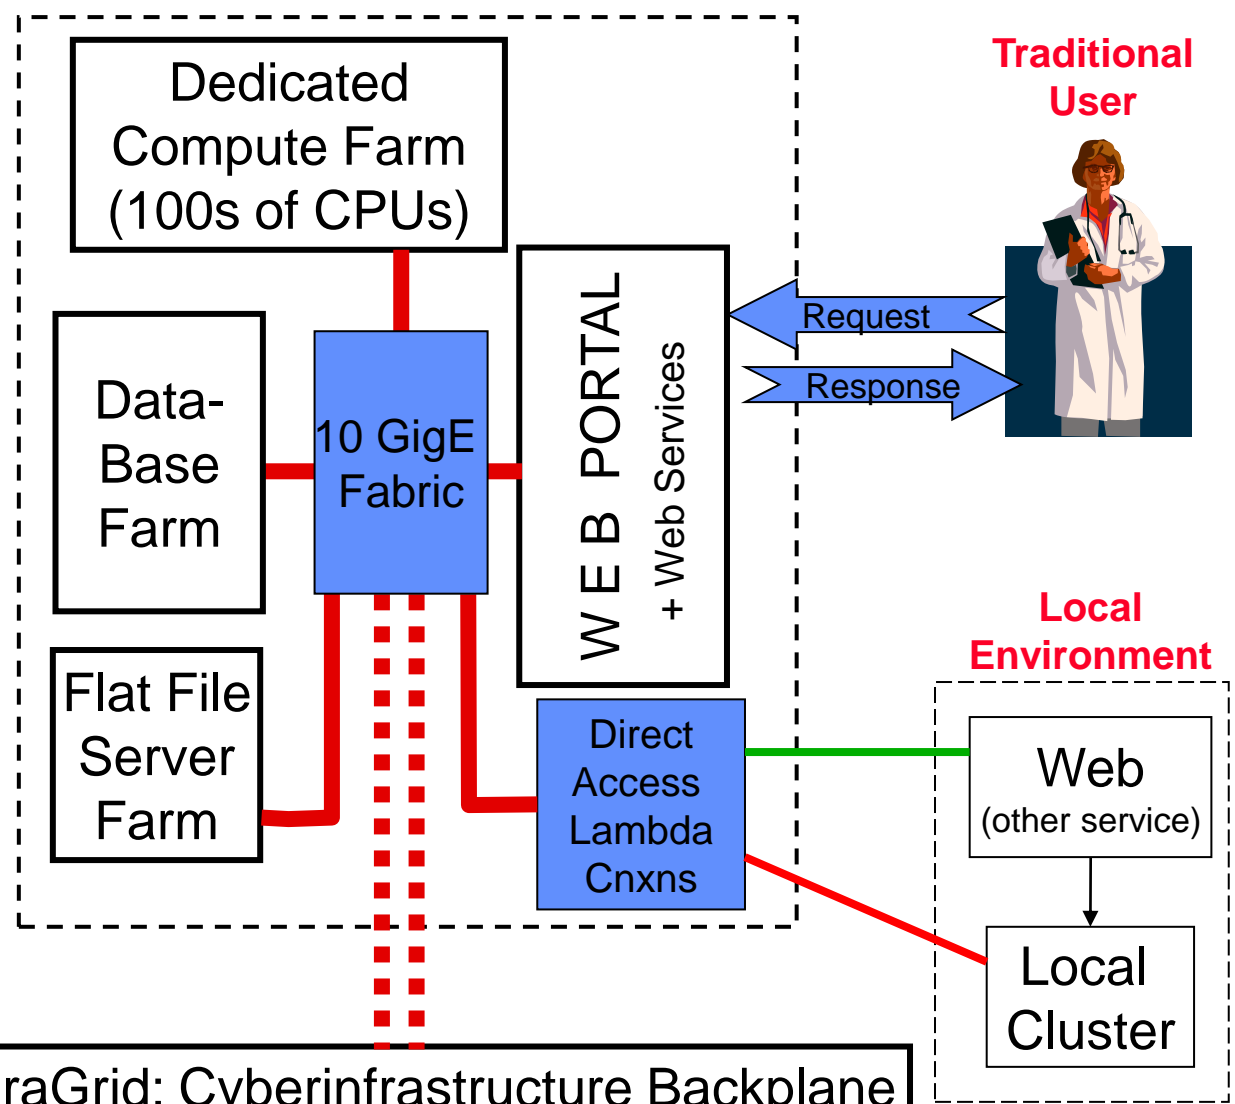 Dedicated
Compute Farm
(100s of CPUs)
Traditional
User
Data-
Base
Farm
10 GigE
Fabric
WEB PORTAL
+ Web Services
Request
Response
Flat File
Server
Farm
Direct
Access
Lambda
Cnxns
Local
Environment
Web
(other service)
Local
Cluster
raGrid: Cyberinfrastructure Backplane